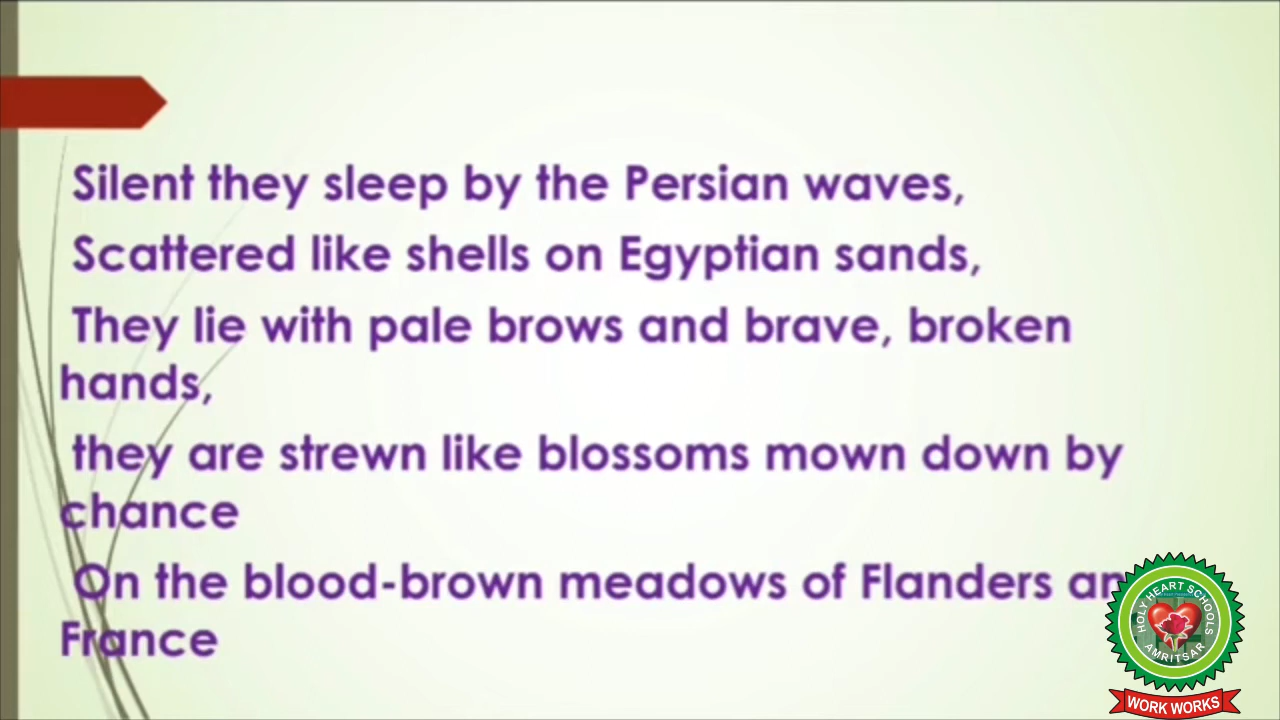 Silent they sleep by the Persian waves,
Scattered like shells on Egyptian sands,
They lie with pale brows and brave, broken
hands,
they are strewn like blossoms mown down by
chance
On the blood-brown meadows of Flanders an
France
HOLY HEART SCHOOLS
AMRITSAR
WORK WORKS